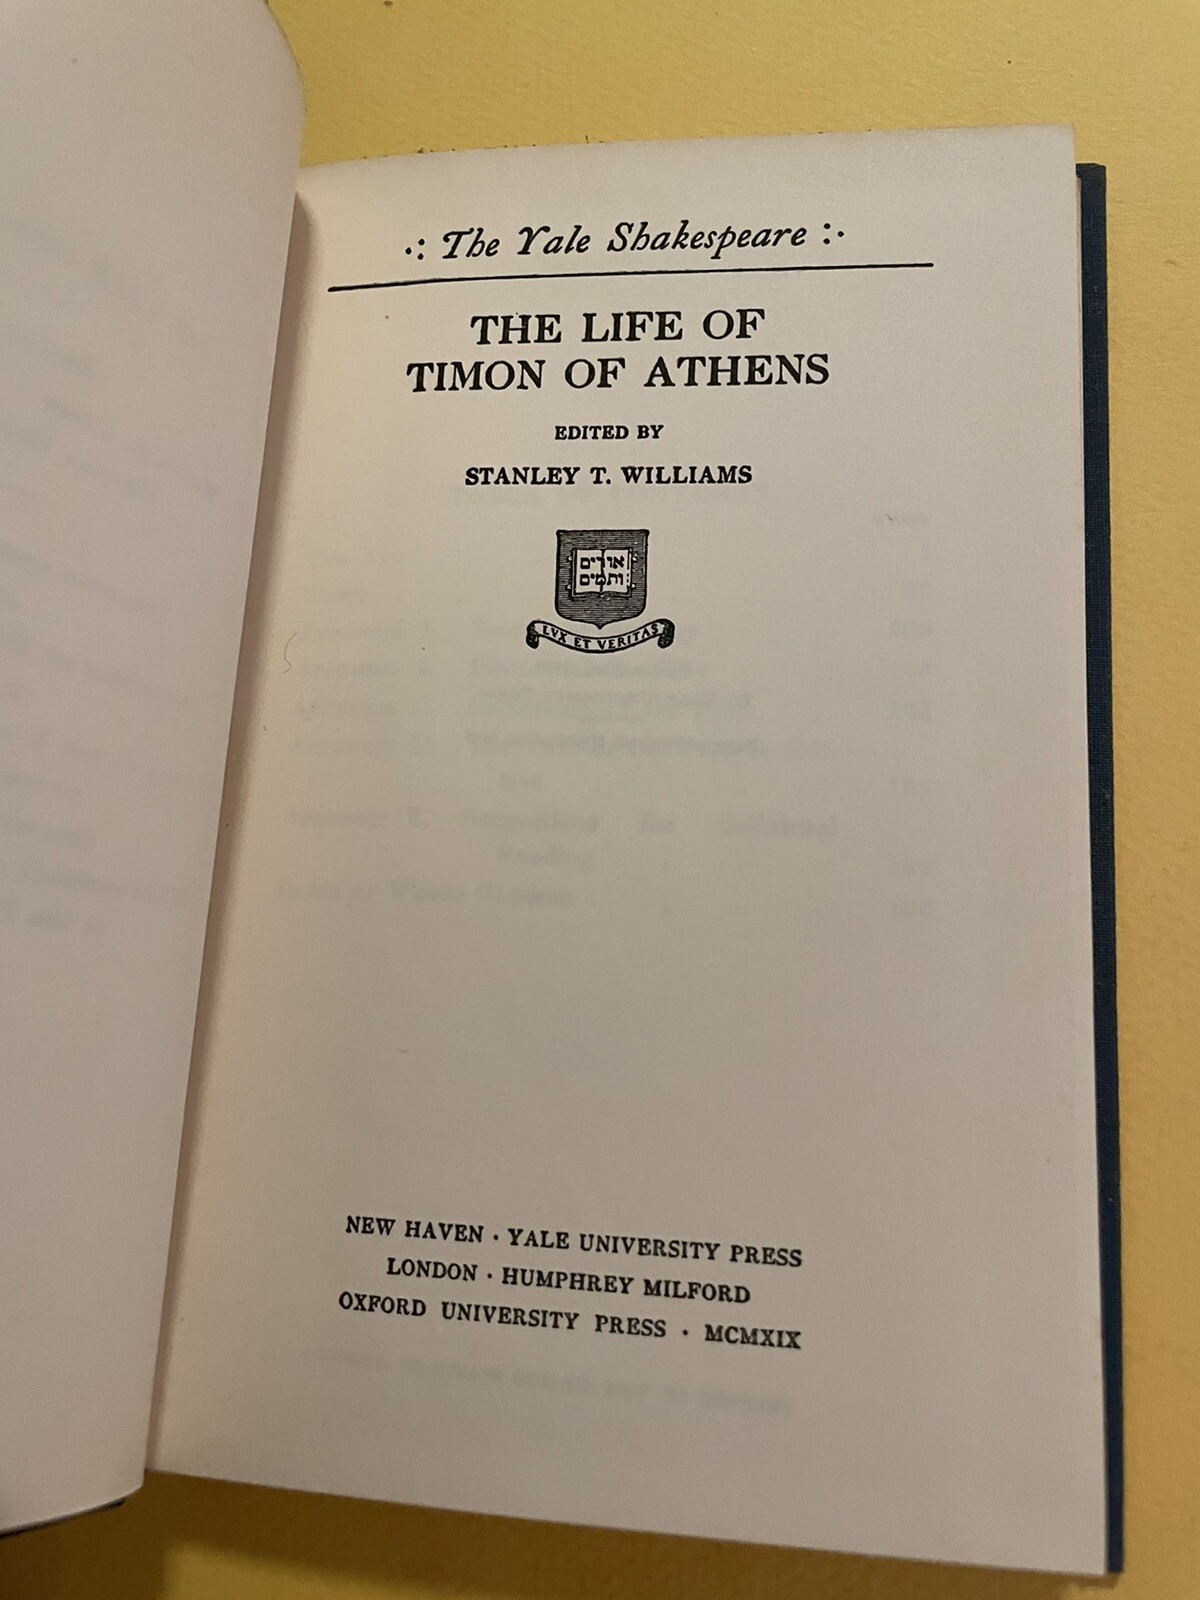 The Yale Shakespeare
THE LIFE OF
TIMON OF ATHENS
EDITED BY
STANLEY T. WILLIAMS
אורים
ותמים
LVX ET VERITAS
NEW HAVEN · YALE UNIVERSITY PRESS
LONDON · HUMPHREY MILFORD
OXFORD UNIVERSITY PRESS · MCMXIX